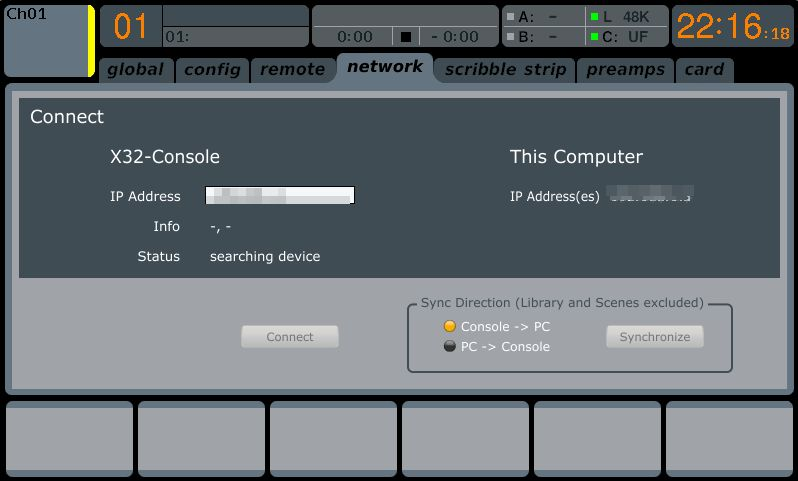 Ch01
01
01:
0:00 - 0:00
A: - L 48K
B: - C: UF
22:16:18
global config remote network scribble strip preamps card
Connect
X32-Console
This Computer
IP Address
IP Address(es)
Info -, -
Status searching device
Sync Direction (Library and Scenes excluded)
Console -> PC
Connect
Synchronize
PC -> Console